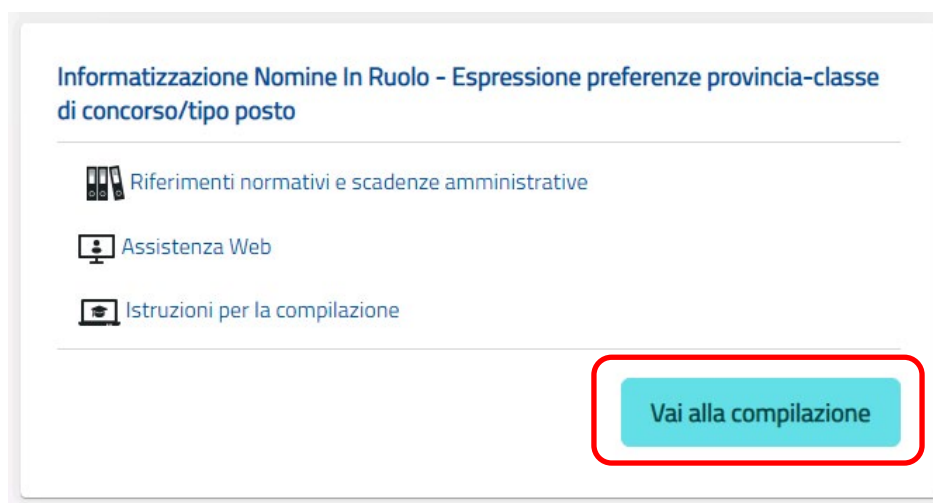 Informatizzazione Nomine In Ruolo - Espressione preferenze provincia-classe
di concorso/tipo posto
Riferimenti normativi e scadenze amministrative
Assistenza Web
Istruzioni per la compilazione
Vai alla compilazione